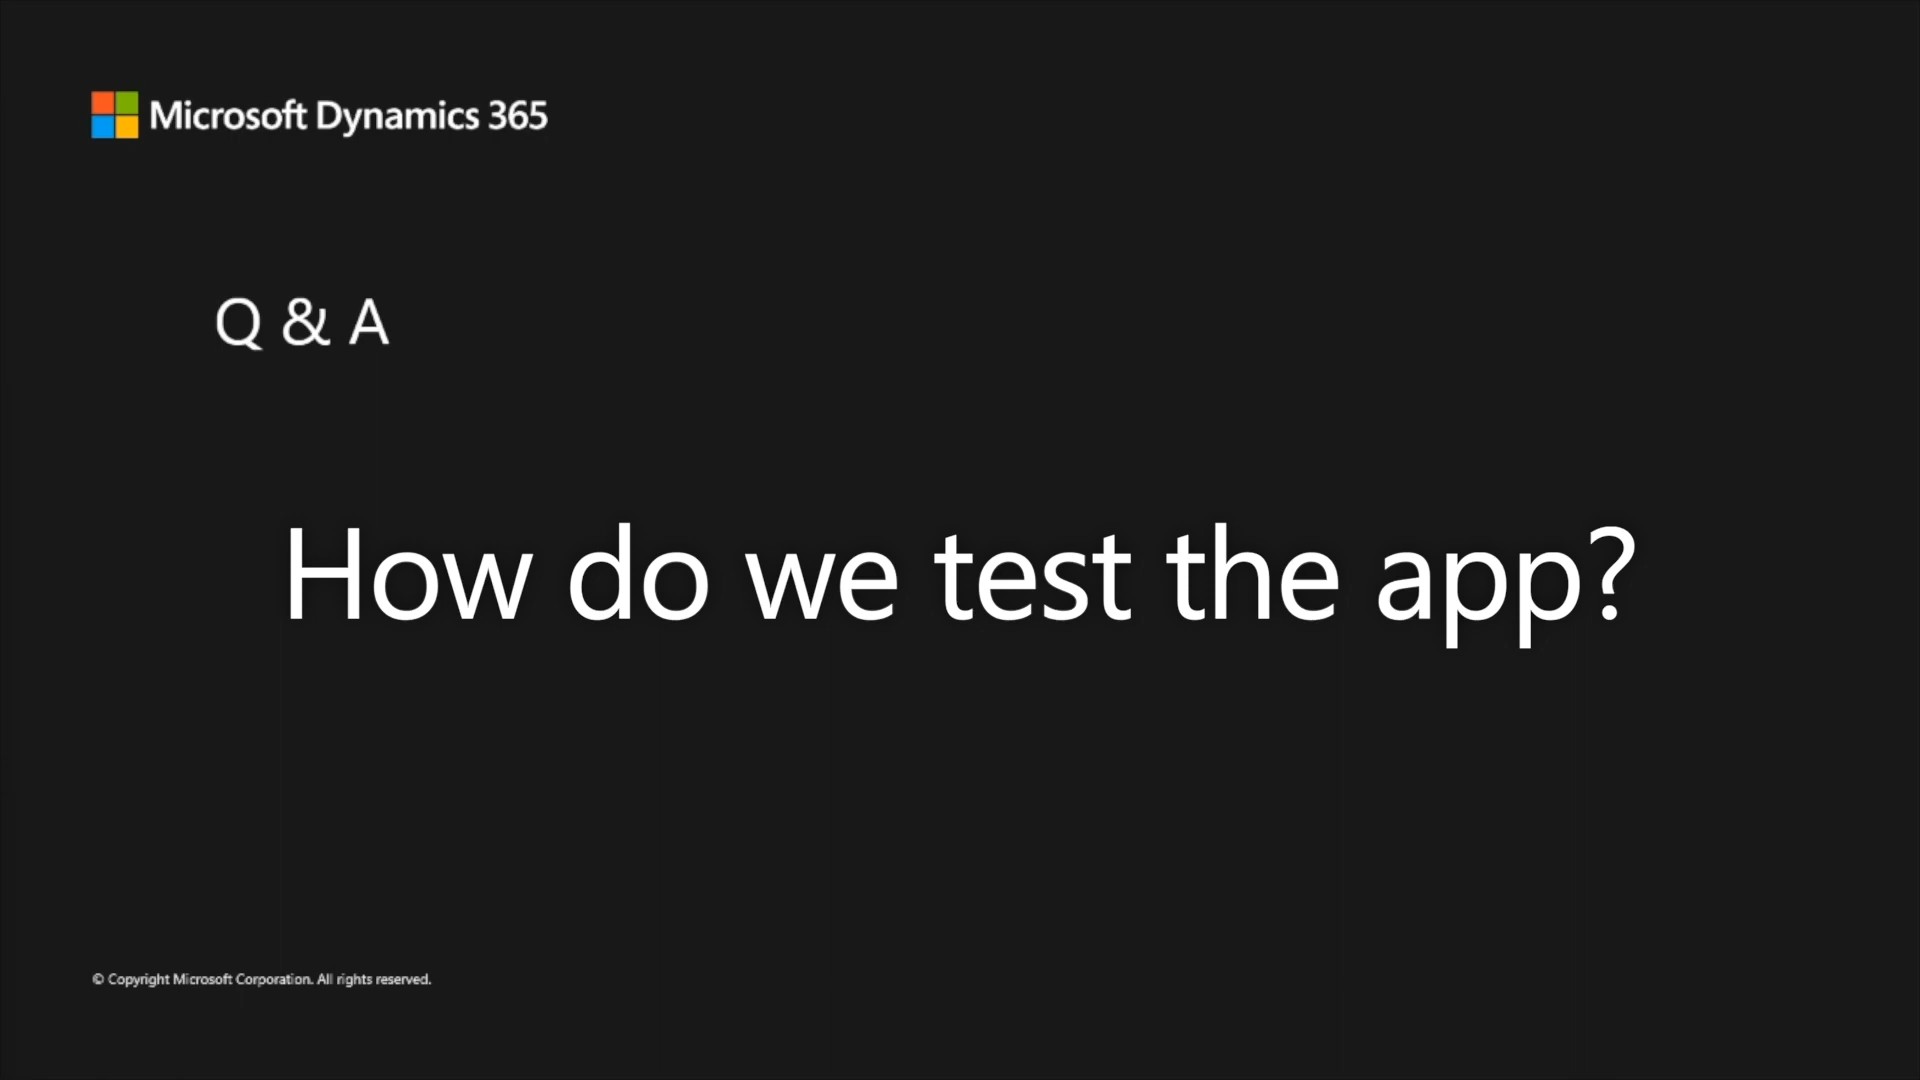 Microsoft Dynamics 365
Q & A
How do we test the app?
© Copyright Microsoft Corporation. All rights reserved.